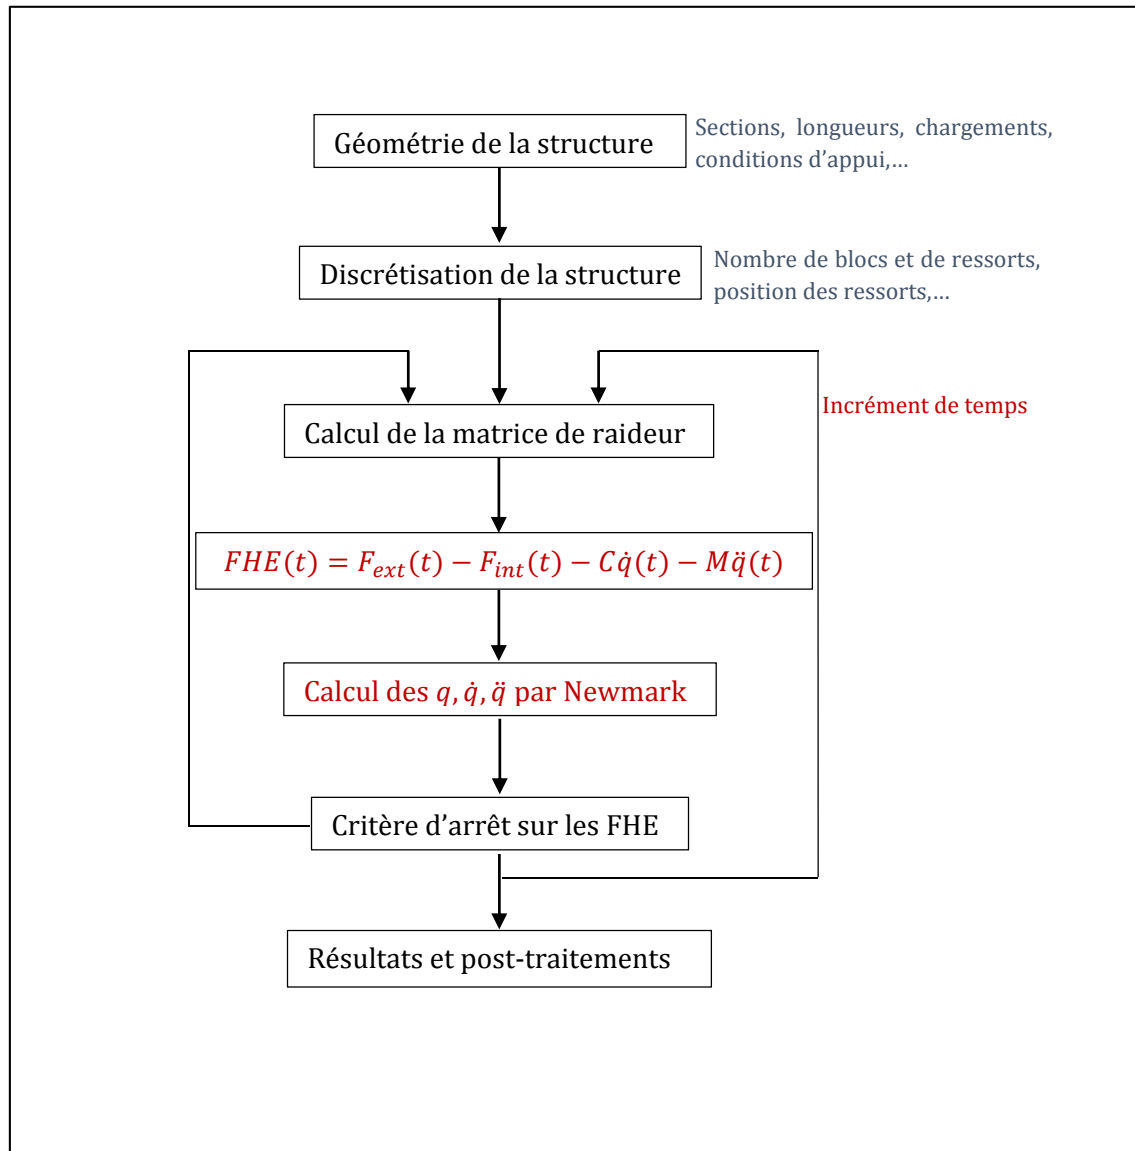 Géométrie de la structure
Sections, longueurs, chargements,
conditions d'appui,...
Discrétisation de la structure
Nombre de blocs et de ressorts,
position des ressorts,...
Incrément de temps
Calcul de la matrice de raideur
FHE(t) = F_ext(t) − F_int(t) − Cq̇(t) − Mq̈(t)
Calcul des q, q̇, q̈ par Newmark
Critère d'arrêt sur les FHE
Résultats et post-traitements